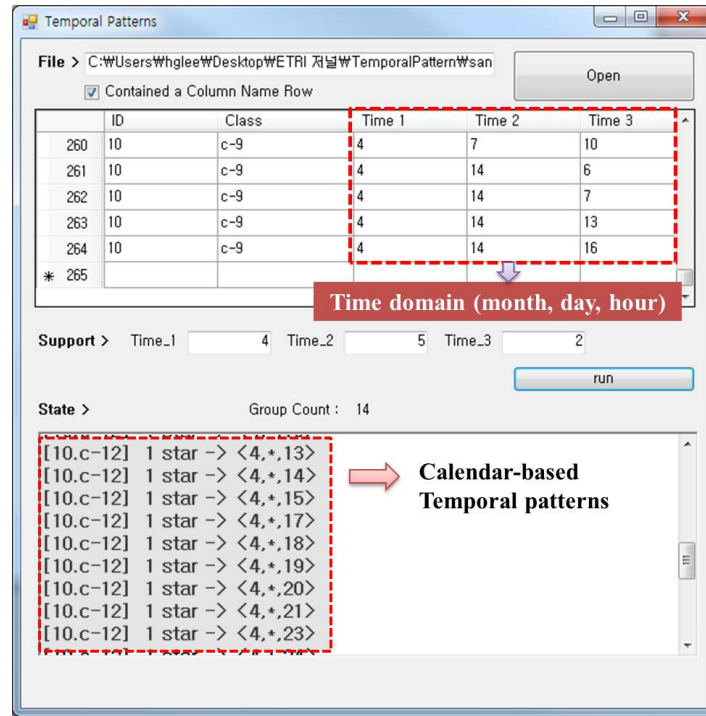 Temporal Patterns
File > C:₩Users₩hglee₩Desktop₩ETRI 저널₩TemporalPattern₩san
Open
Contained a Column Name Row
ID Class Time 1 Time 2 Time 3
260 10 c-9 4 7 10
261 10 c-9 4 14 6
262 10 c-9 4 14 7
263 10 c-9 4 14 13
264 10 c-9 4 14 16
* 265
Time domain (month, day, hour)
Support > Time_1 4 Time_2 5 Time_3 2
run
State > Group Count : 14
[10.c-12] 1 star -> <4,*,13>
[10.c-12] 1 star -> <4,*,14>
[10.c-12] 1 star -> <4,*,15>
[10.c-12] 1 star -> <4,*,17>
[10.c-12] 1 star -> <4,*,18>
[10.c-12] 1 star -> <4,*,19>
[10.c-12] 1 star -> <4,*,20>
[10.c-12] 1 star -> <4,*,21>
[10.c-12] 1 star -> <4,*,23>
Calendar-based
Temporal patterns